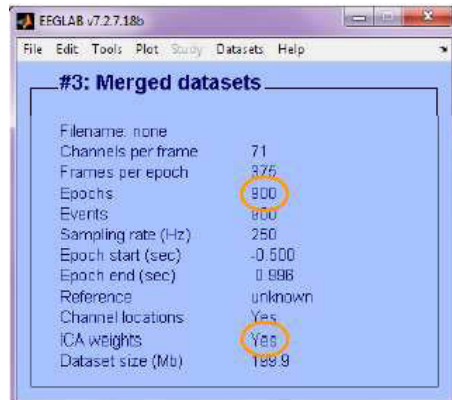 EEGLAB v7.2.7.18b
File Edit Tools Plot Study Datasets Help
#3: Merged datasets
Filename: none
Channels per frame 71
Frames per epoch 375
Epochs 900
Events 900
Sampling rate (Hz) 250
Epoch start (sec) -0.500
Epoch end (sec) 0.996
Reference unknown
Channel locations Yes
ICA weights Yes
Dataset size (Mb) 199.9